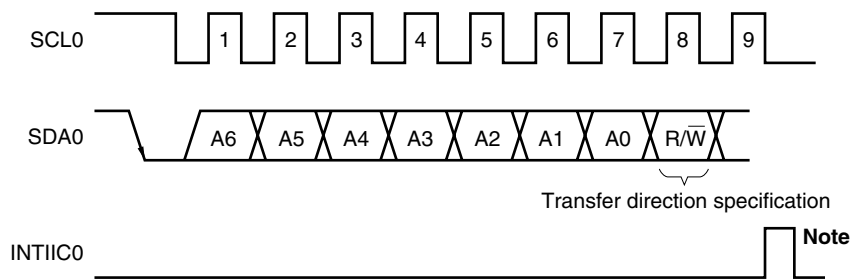 SCL0 1 2 3 4 5 6 7 8 9
SDA0 A6 A5 A4 A3 A2 A1 A0 R/W̅
Transfer direction specification
Note
INTIIC0